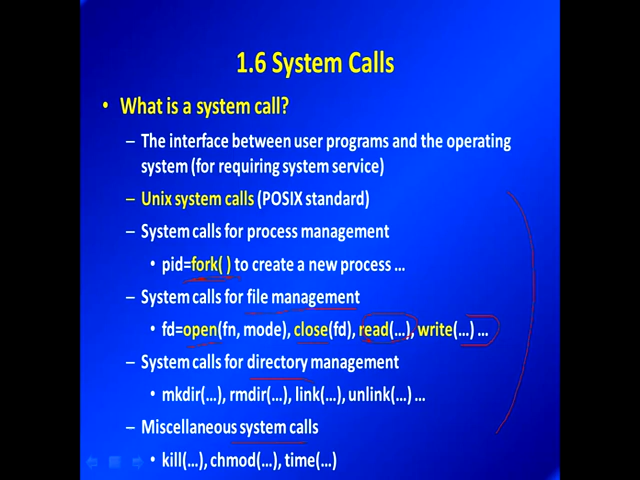 1.6 System Calls
• What is a system call?
– The interface between user programs and the operating
system (for requiring system service)
– Unix system calls (POSIX standard)
– System calls for process management
• pid=fork( ) to create a new process ...
– System calls for file management
• fd=open(fn, mode), close(fd), read(...), write(...) ...
– System calls for directory management
• mkdir(...), rmdir(...), link(...), unlink(...) ...
– Miscellaneous system calls
• kill(...), chmod(...), time(...)